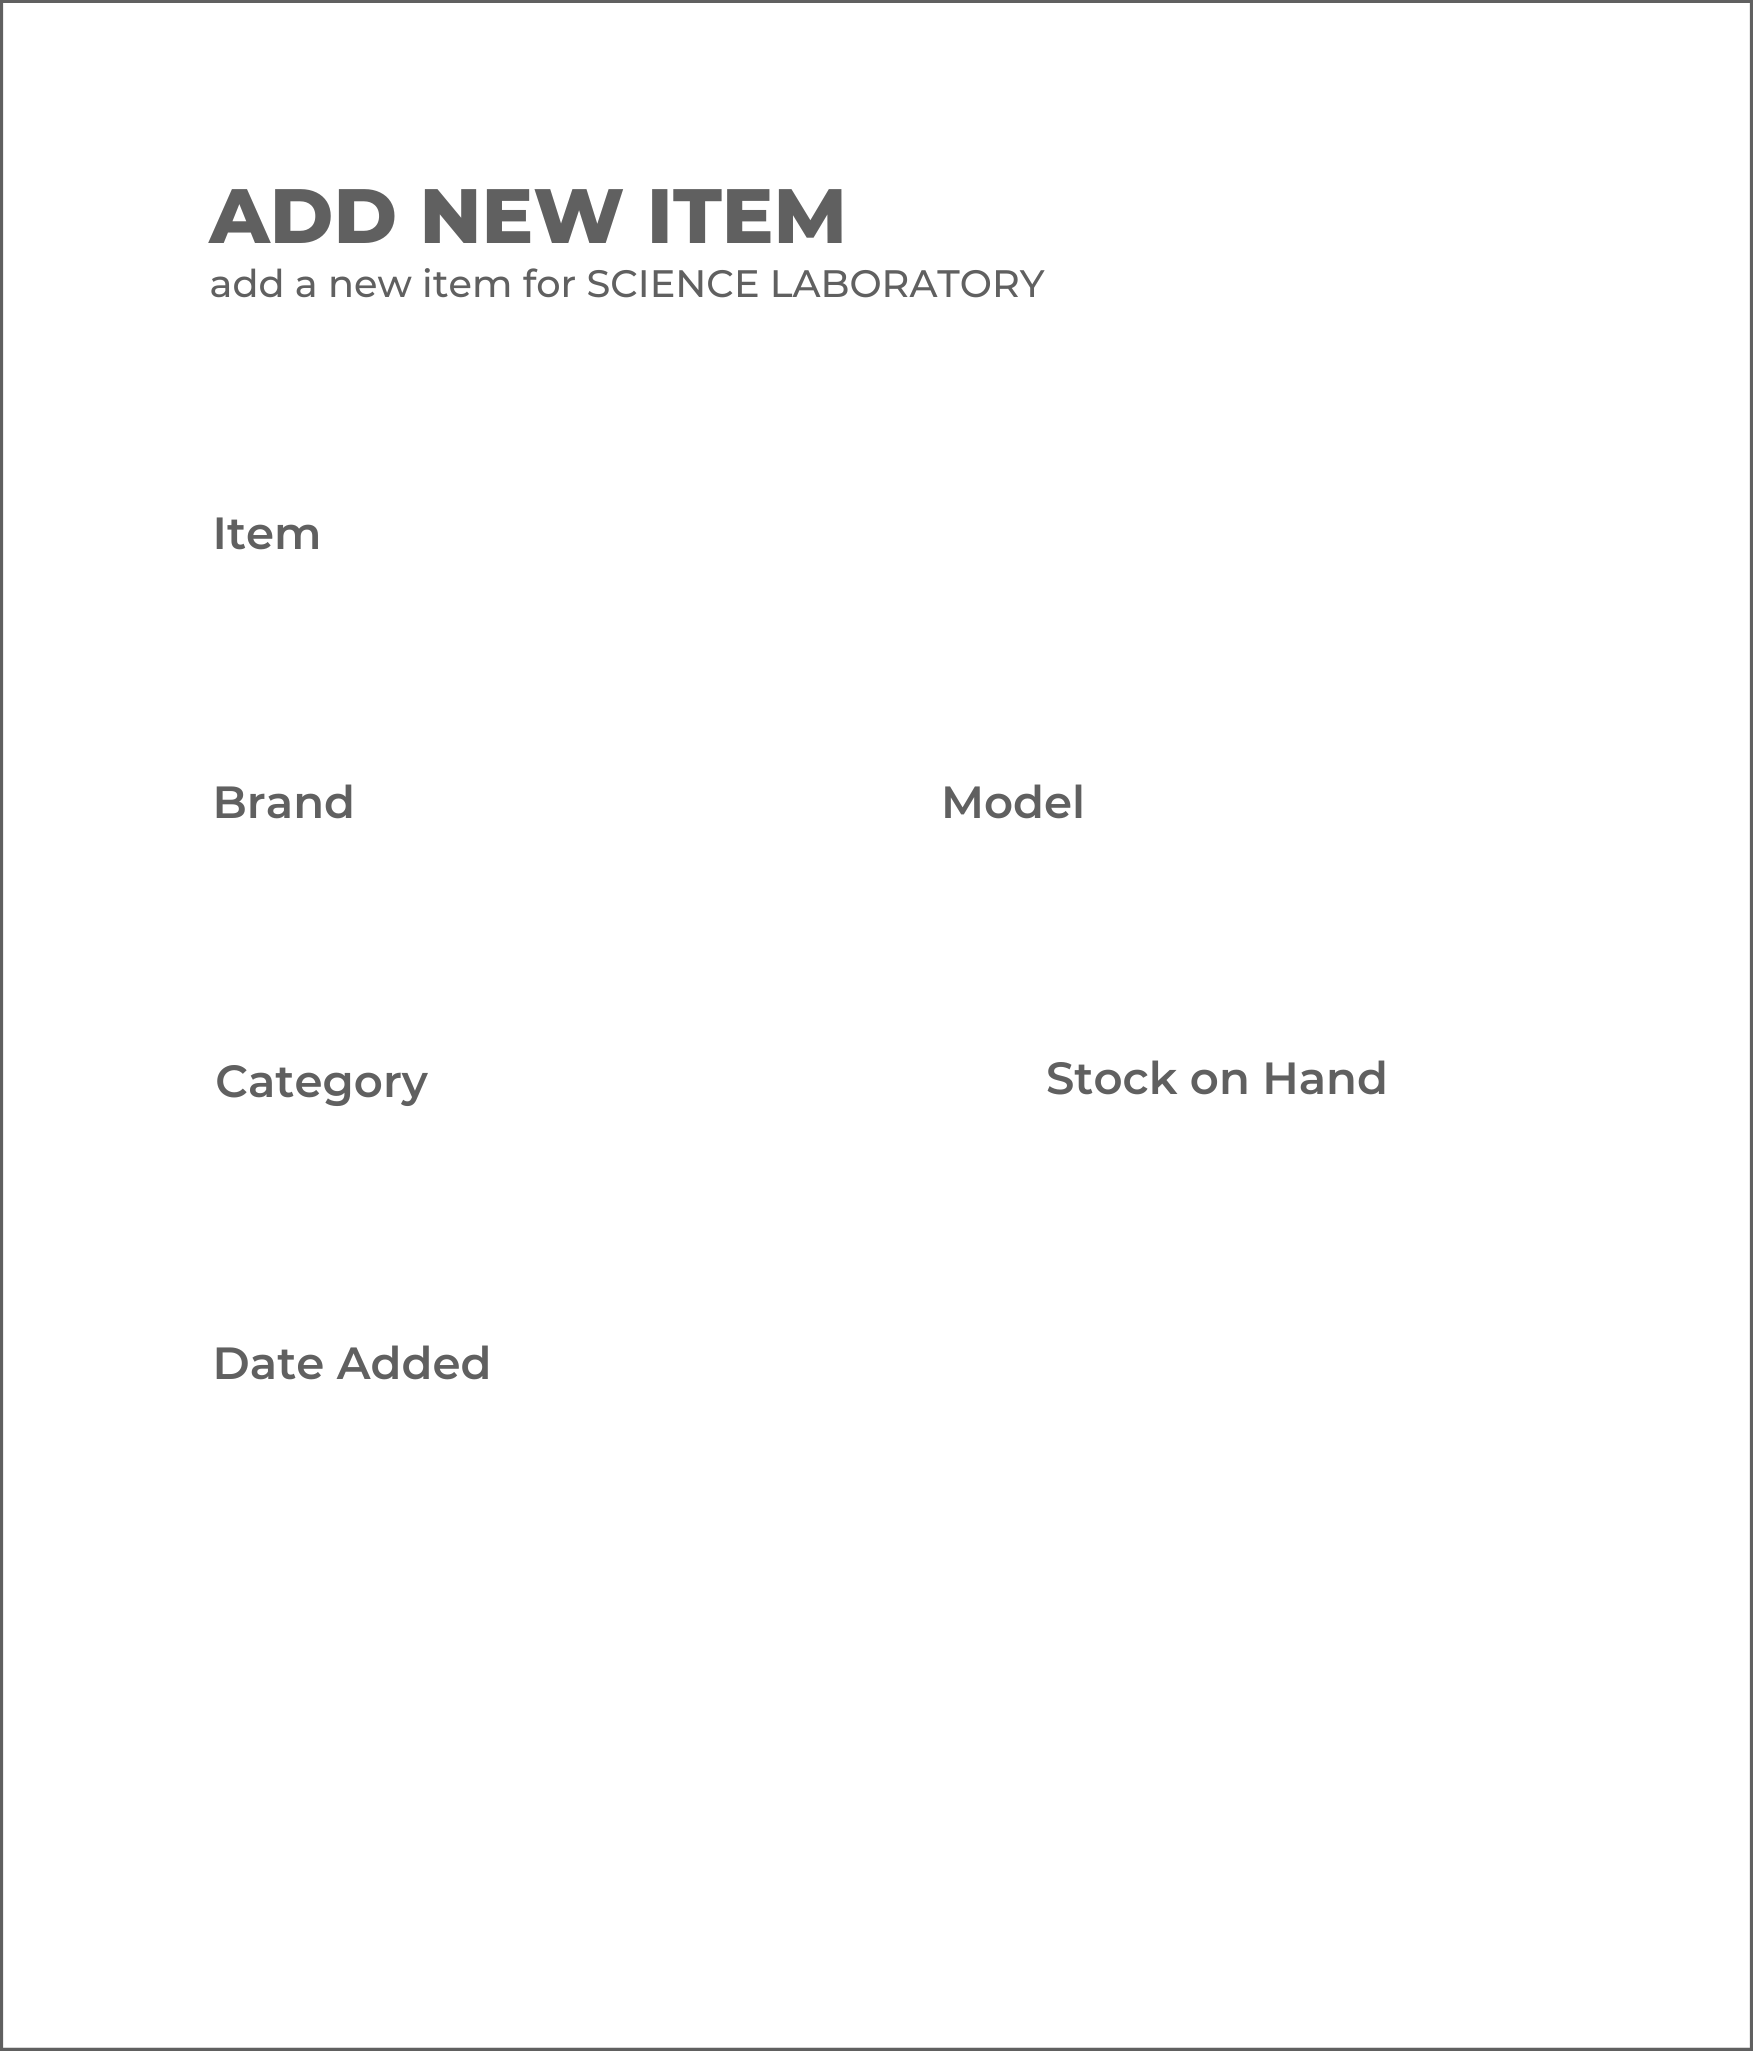 ADD NEW ITEM
add a new item for SCIENCE LABORATORY
Item
Brand
Model
Category
Stock on Hand
Date Added